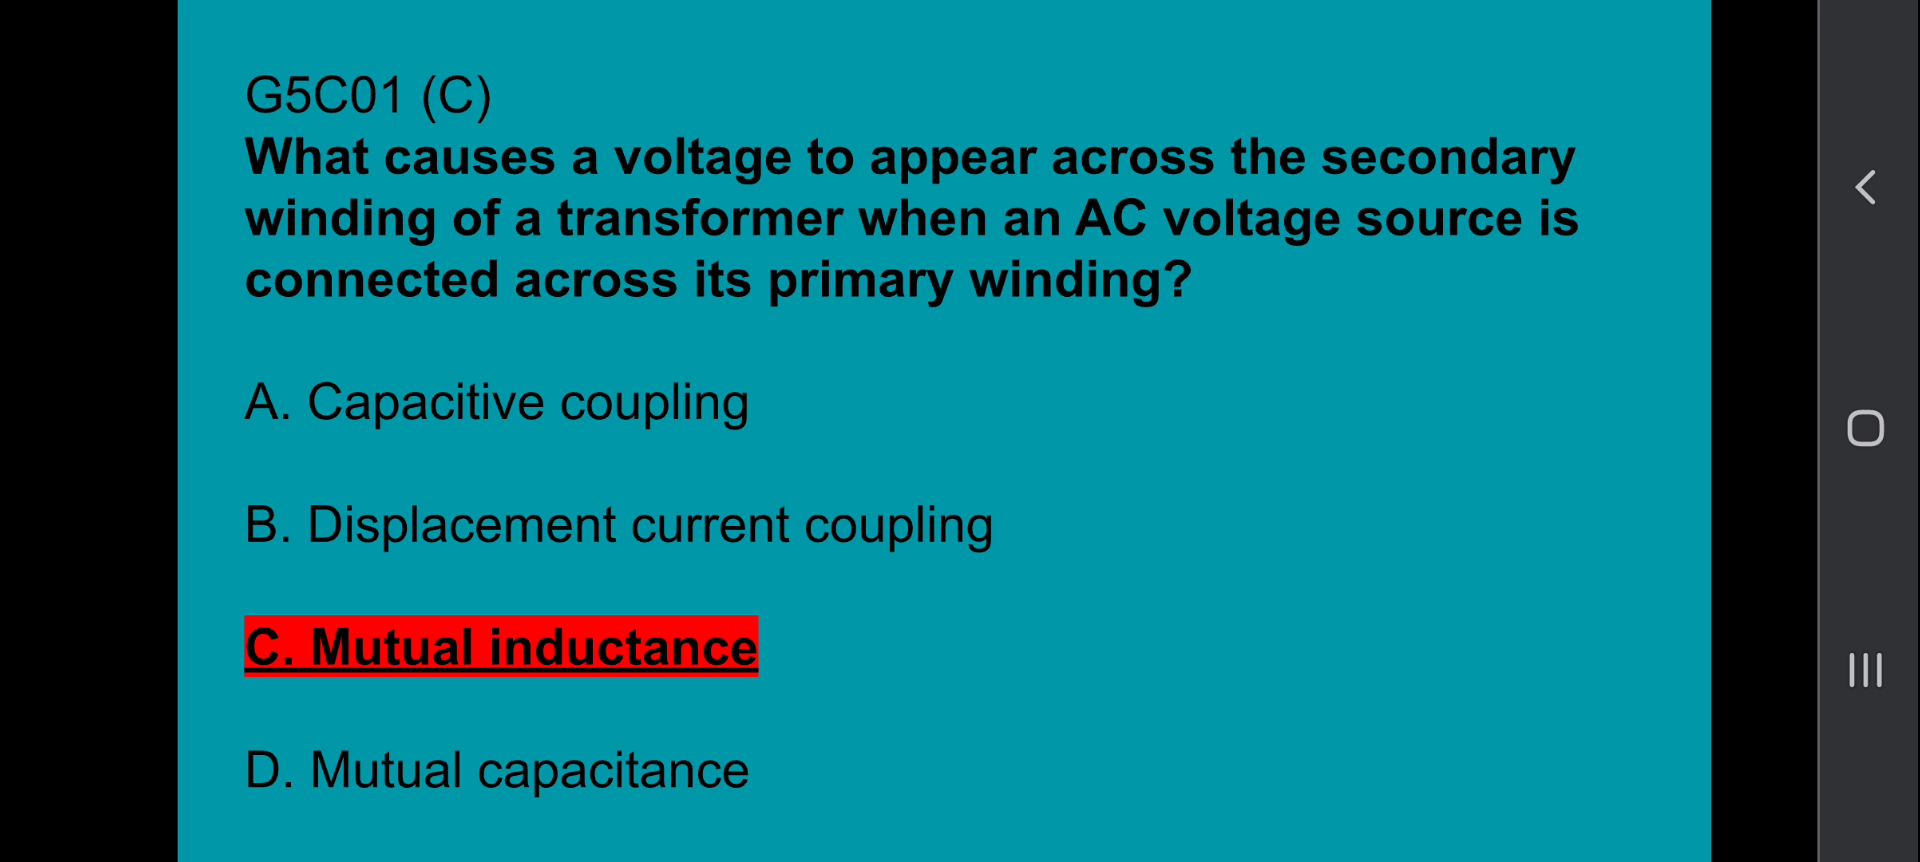 G5C01 (C)
What causes a voltage to appear across the secondary
winding of a transformer when an AC voltage source is
connected across its primary winding?
A. Capacitive coupling
B. Displacement current coupling
C. Mutual inductance
D. Mutual capacitance